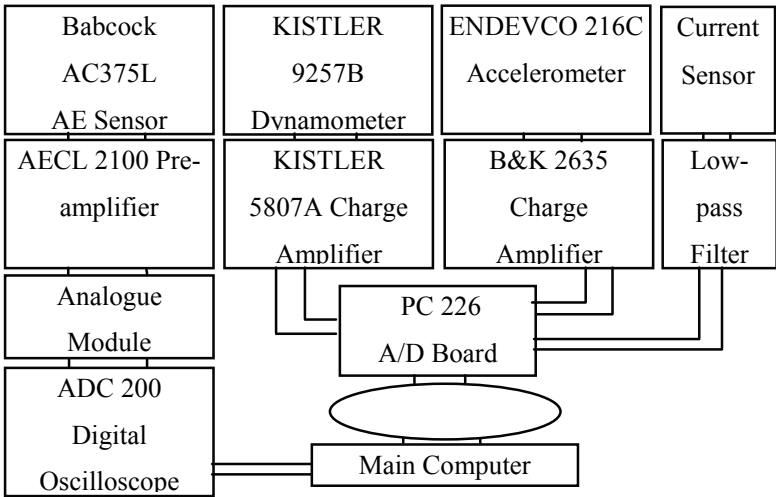 Babcock
AC375L
AE Sensor
KISTLER
9257B
Dynamometer
ENDEVCO 216C
Accelerometer
Current
Sensor
AECL 2100 Pre-
amplifier
KISTLER
5807A Charge
Amplifier
B&K 2635
Charge
Amplifier
Low-
pass
Filter
Analogue
Module
PC 226
A/D Board
ADC 200
Digital
Oscilloscope
Main Computer